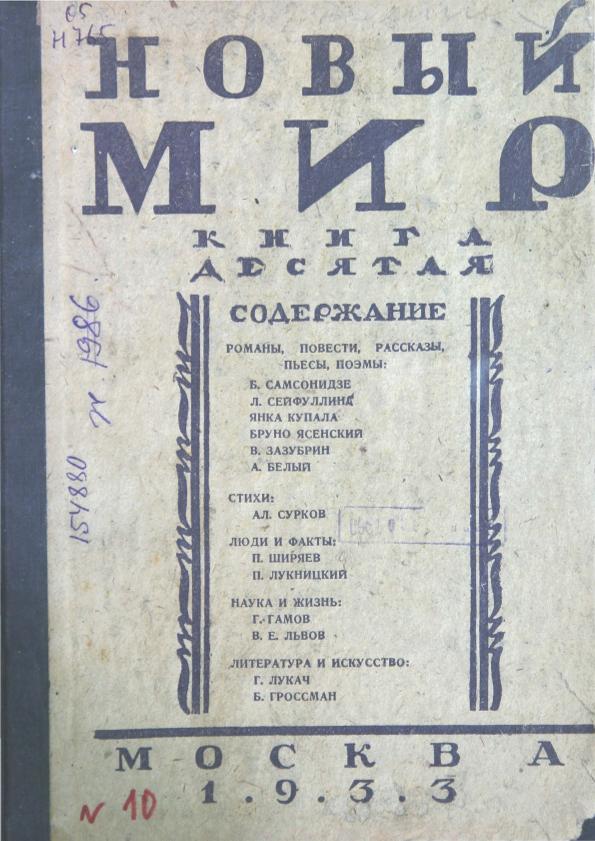 05
Н 765
НОВЫЙ
МИР
КНИГА
ДЕСЯТАЯ
СОДЕРЖАНИЕ
РОМАНЫ, ПОВЕСТИ, РАССКАЗЫ,
ПЬЕСЫ, ПОЭМЫ:
Б. САМСОНИДЗЕ
Л. СЕЙФУЛЛИНА
ЯНКА КУПАЛА
БРУНО ЯСЕНСКИЙ
В. ЗАЗУБРИН
А. БЕЛЫЙ
СТИХИ:
АЛ. СУРКОВ
ЛЮДИ И ФАКТЫ:
П. ШИРЯЕВ
П. ЛУКНИЦКИЙ
НАУКА И ЖИЗНЬ:
Г. ГАМОВ
В. Е. ЛЬВОВ
ЛИТЕРАТУРА И ИСКУССТВО:
Г. ЛУКАЧ
Б. ГРОССМАН
154880
ж. 1986.
МОСКВА
1.9.3.3
N 10